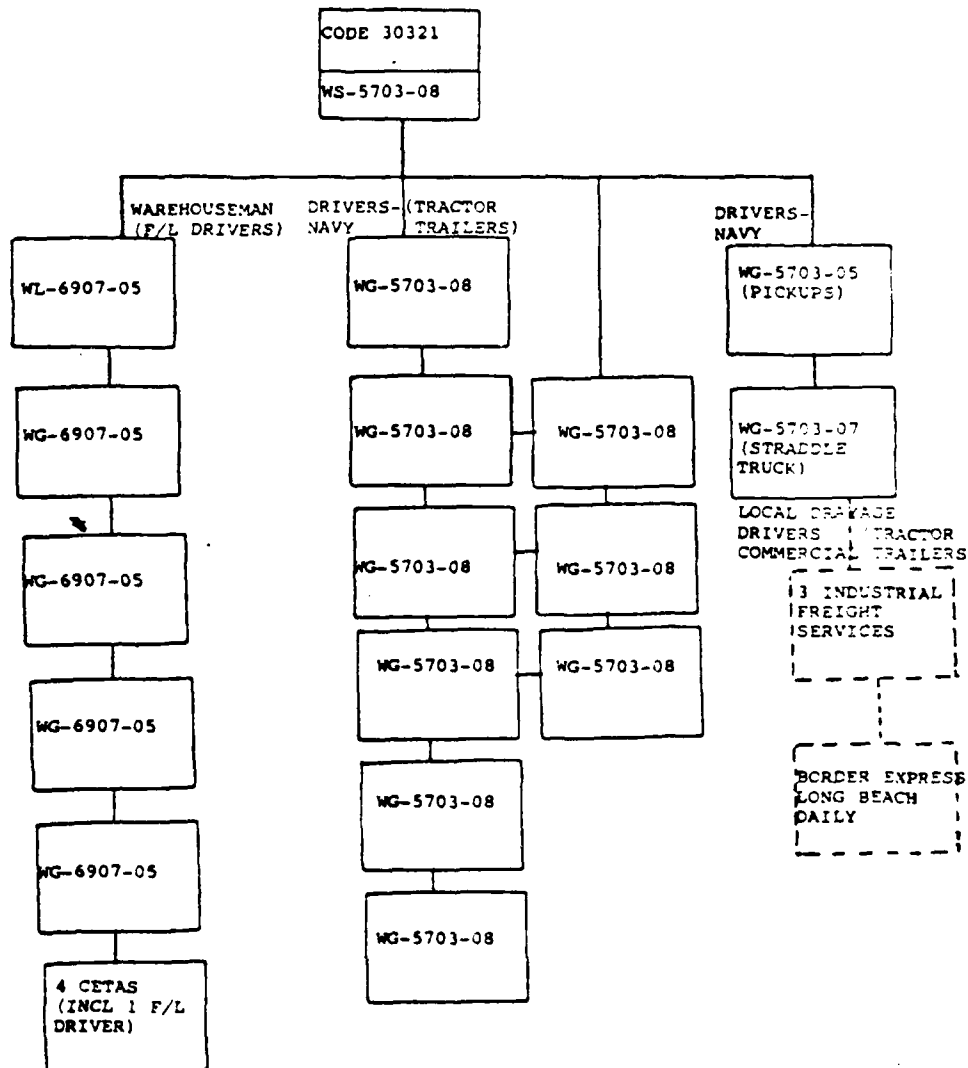 CODE 30321
WS-5703-08
WAREHOUSEMAN
(F/L DRIVERS)
WL-6907-05
WG-6907-05
WG-6907-05
WG-6907-05
WG-6907-05
4 CETAS
(INCL 1 F/L
DRIVER)
DRIVERS-(TRACTOR
NAVY TRAILERS)
WG-5703-08
WG-5703-08
WG-5703-08
WG-5703-08
WG-5703-08
WG-5703-08
WG-5703-08
WG-5703-08
WG-5703-08
DRIVERS-
NAVY
WG-5703-05
(PICKUPS)
WG-5703-07
(STRADDLE
TRUCK)
LOCAL DRAYAGE
DRIVERS (TRACTOR
COMMERCIAL TRAILERS
3 INDUSTRIAL
FREIGHT
SERVICES
BORDER EXPRESS
LONG BEACH
DAILY